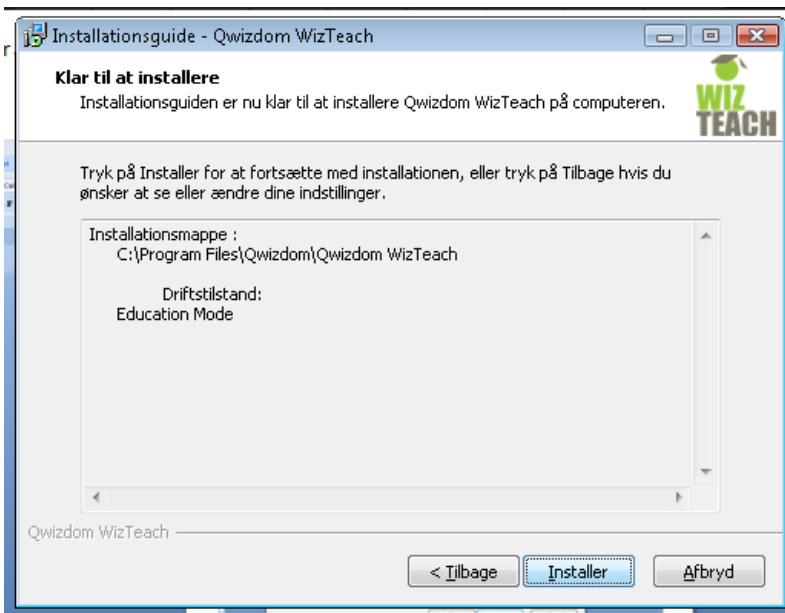 Installationsguide - Qwizdom WizTeach
Klar til at installere
Installationsguiden er nu klar til at installere Qwizdom WizTeach på computeren.
WIZ
TEACH
Tryk på Installer for at fortsætte med installationen, eller tryk på Tilbage hvis du
ønsker at se eller ændre dine indstillinger.
Installationsmappe :
C:\Program Files\Qwizdom\Qwizdom WizTeach
Driftstilstand:
Education Mode
Qwizdom WizTeach
< Tilbage
Installer
Afbryd